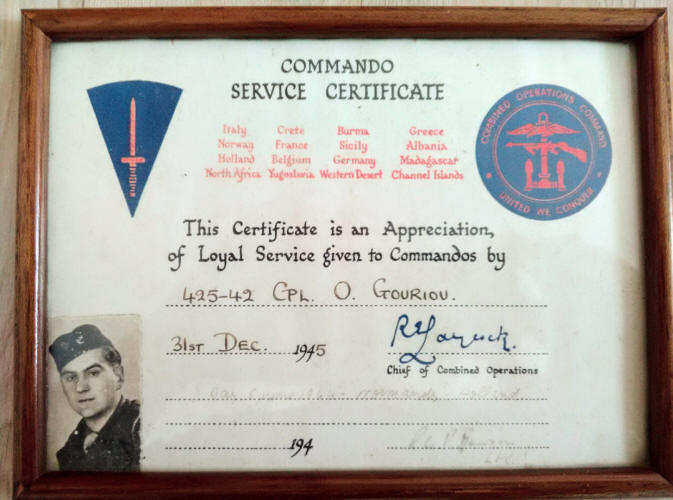 COMMANDO
SERVICE CERTIFICATE
Italy Crete Burma Greece
Norway France Sicily Albania
Holland Belgium Germany Madagascar
North Africa Yugoslavia Western Desert Channel Islands
COMBINED OPERATIONS COMMAND
UNITED WE CONQUER
This Certificate is an Appreciation,
of Loyal Service given to Commandos by
425-42 CPL. O. GOURIOU.
31ST DEC. 1945
Chief of Combined Operations
194